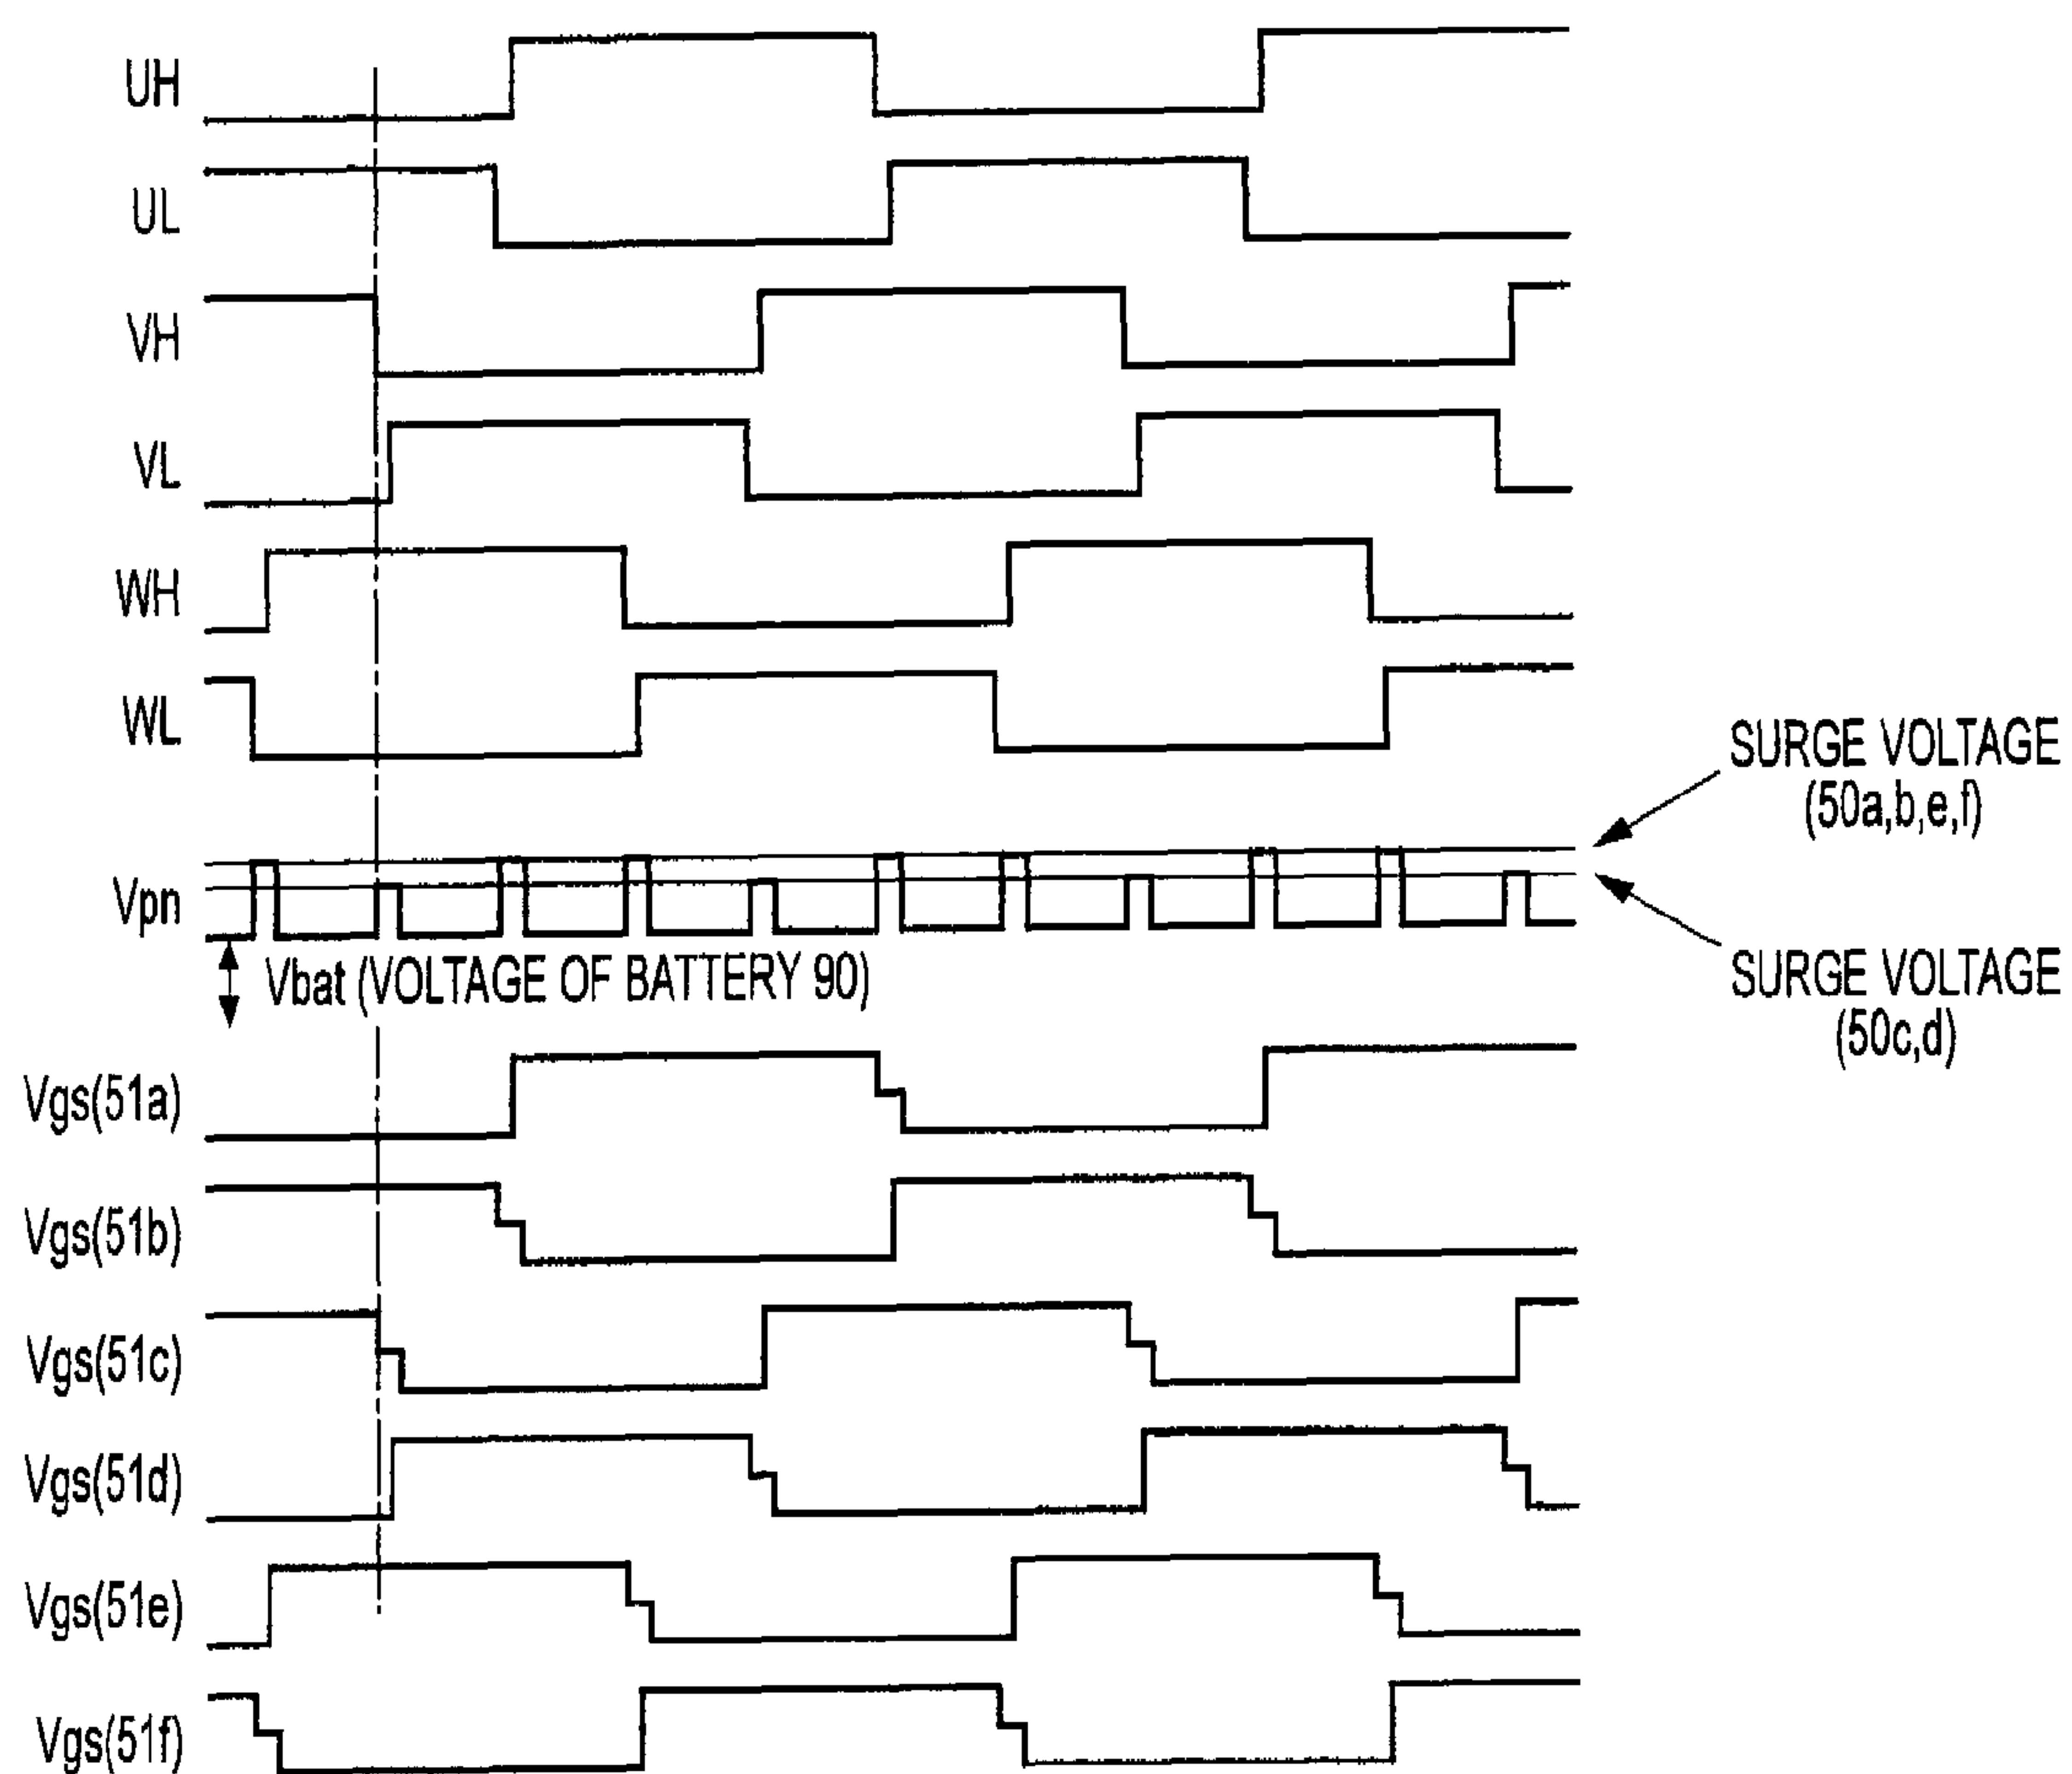 UH
UL
VH
VL
WH
WL
SURGE VOLTAGE
(50a,b,e,f)
Vpn
Vbat (VOLTAGE OF BATTERY 90)
SURGE VOLTAGE
(50c,d)
Vgs(51a)
Vgs(51b)
Vgs(51c)
Vgs(51d)
Vgs(51e)
Vgs(51f)